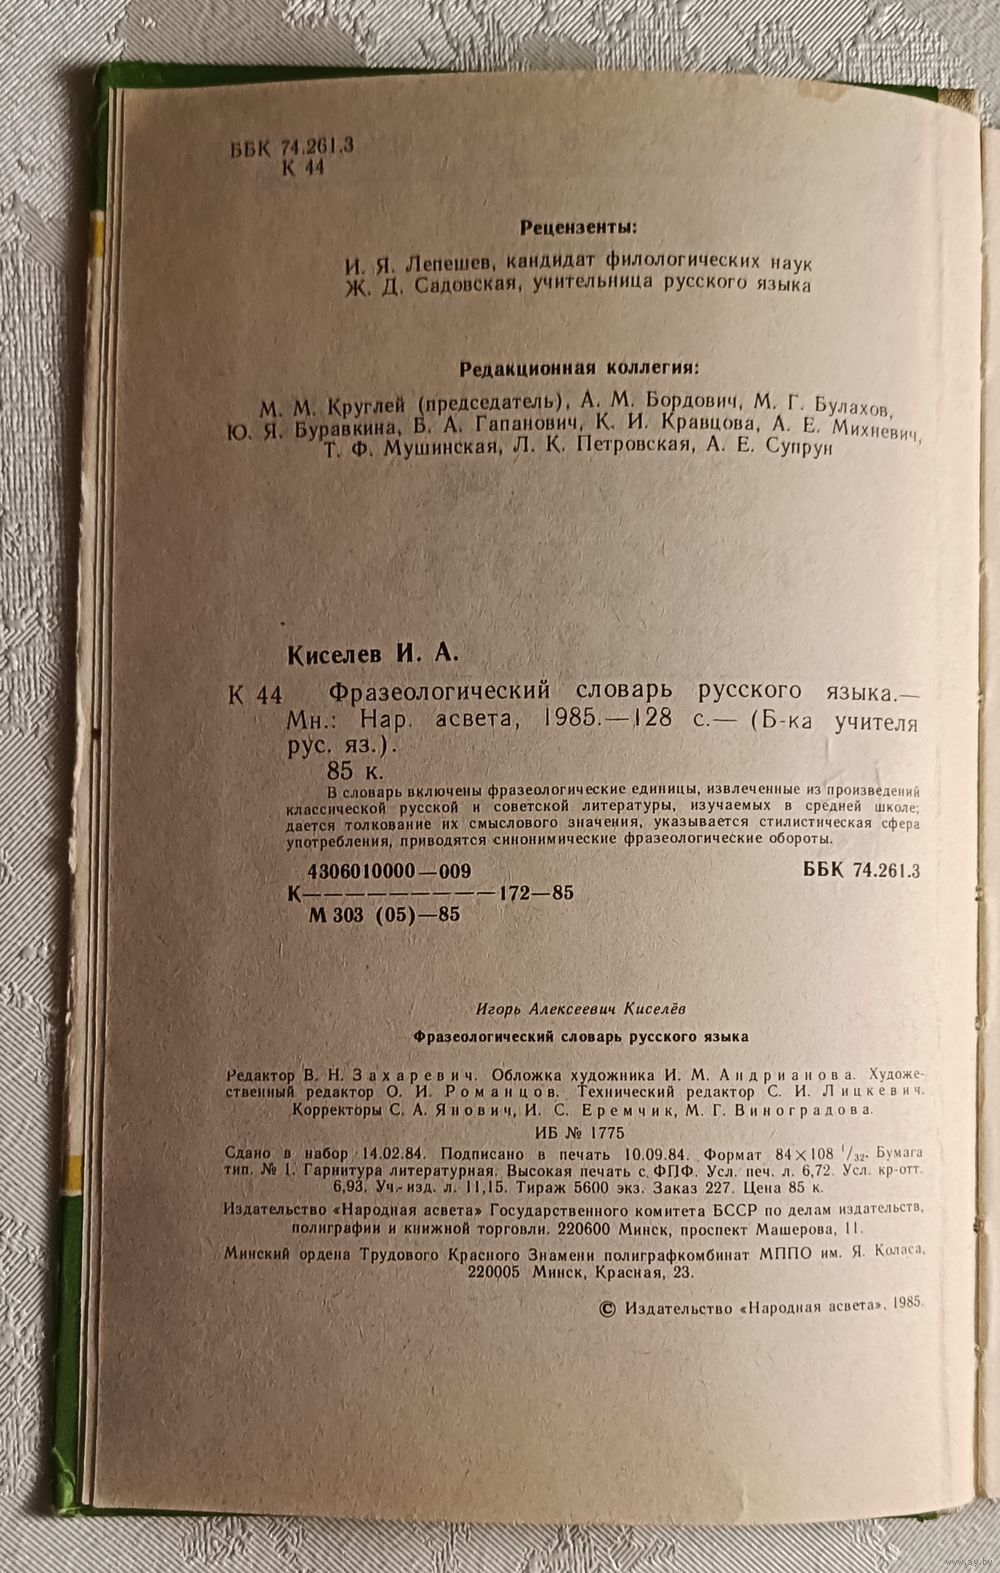 ББК 74.261.3
К 44
Рецензенты:
И. Я. Лепешев, кандидат филологических наук
Ж. Д. Садовская, учительница русского языка
Редакционная коллегия:
М. М. Круглей (председатель), А. М. Бордович, М. Г. Булахов,
Ю. Я. Буравкина, В. А. Гапанович, К. И. Кравцова, А. Е. Михневич,
Т. Ф. Мушинская, Л. К. Петровская, А. Е. Супрун
Киселев И. А.
К 44 Фразеологический словарь русского языка.—
Мн.: Нар. асвета, 1985.—128 с.— (Б-ка учителя
рус. яз.).
85 к.
В словарь включены фразеологические единицы, извлеченные из произведений
классической русской и советской литературы, изучаемых в средней школе;
дается толкование их смыслового значения, указывается стилистическая сфера
употребления, приводятся синонимические фразеологические обороты.
4306010000—009 ББК 74.261.3
К—————————172—85
М 303 (05)—85
Игорь Алексеевич Киселёв
Фразеологический словарь русского языка
Редактор В. Н. Захаревич. Обложка художника И. М. Андрианова. Художе-
ственный редактор О. И. Романцов. Технический редактор С. И. Лицкевич.
Корректоры С. А. Янович, И. С. Еремчик, М. Г. Виноградова.
ИБ № 1775
Сдано в набор 14.02.84. Подписано в печать 10.09.84. Формат 84×108 1/32. Бумага
тип. № 1. Гарнитура литературная. Высокая печать с ФПФ. Усл. печ. л. 6,72. Усл. кр-отт.
6,93. Уч.-изд. л. 11,15. Тираж 5600 экз. Заказ 227. Цена 85 к.
Издательство «Народная асвета» Государственного комитета БССР по делам издательств,
полиграфии и книжной торговли. 220600 Минск, проспект Машерова, 11.
Минский ордена Трудового Красного Знамени полиграфкомбинат МППО им. Я. Коласа,
220005 Минск, Красная, 23.
© Издательство «Народная асвета», 1985.
www.ay.by